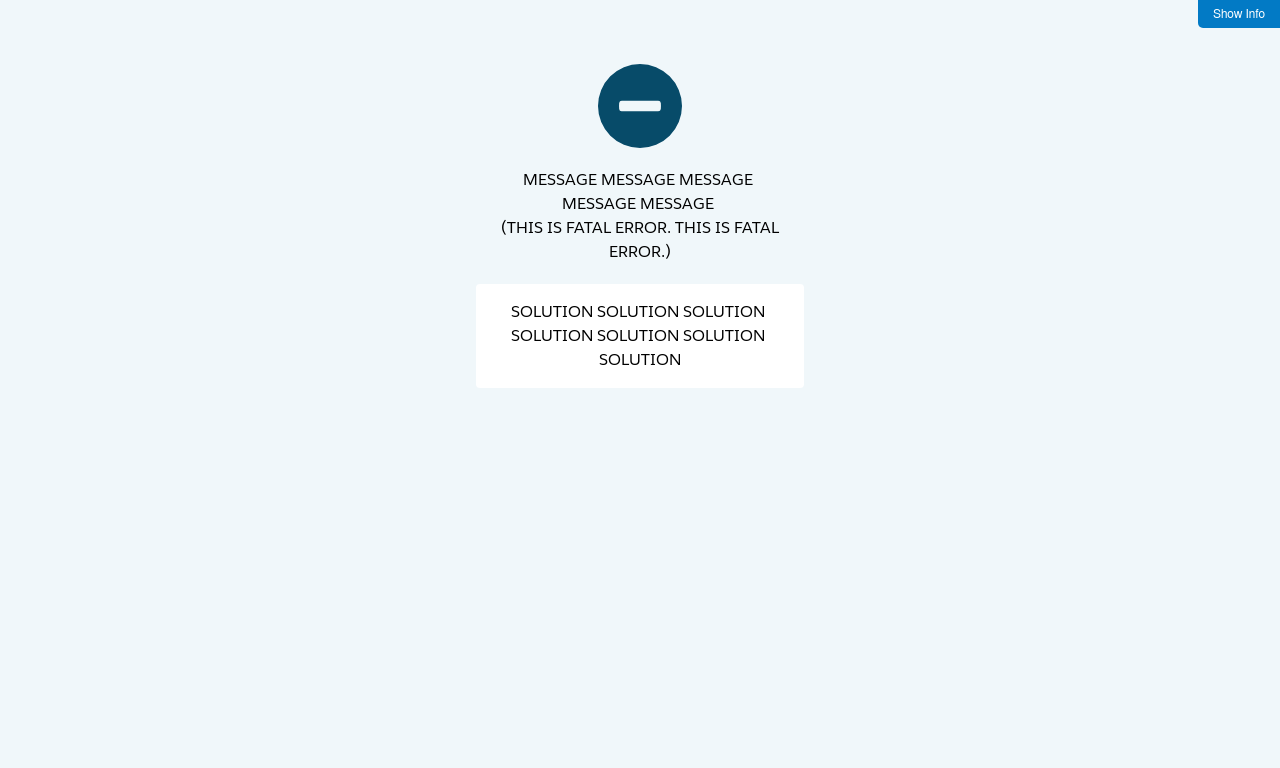 Show Info
MESSAGE MESSAGE MESSAGE
MESSAGE MESSAGE
(THIS IS FATAL ERROR. THIS IS FATAL
ERROR.)
SOLUTION SOLUTION SOLUTION
SOLUTION SOLUTION SOLUTION
SOLUTION